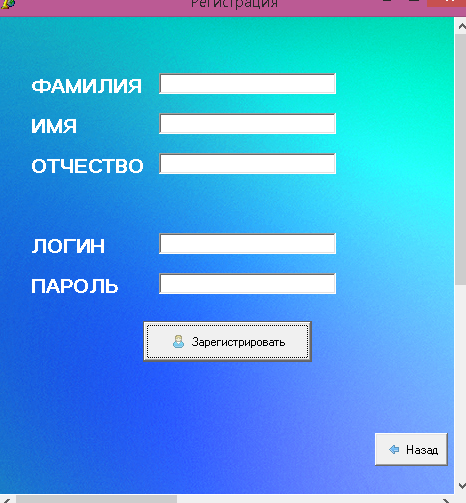 Регистрация
ФАМИЛИЯ
ИМЯ
ОТЧЕСТВО
ЛОГИН
ПАРОЛЬ
Зарегистрировать
Назад